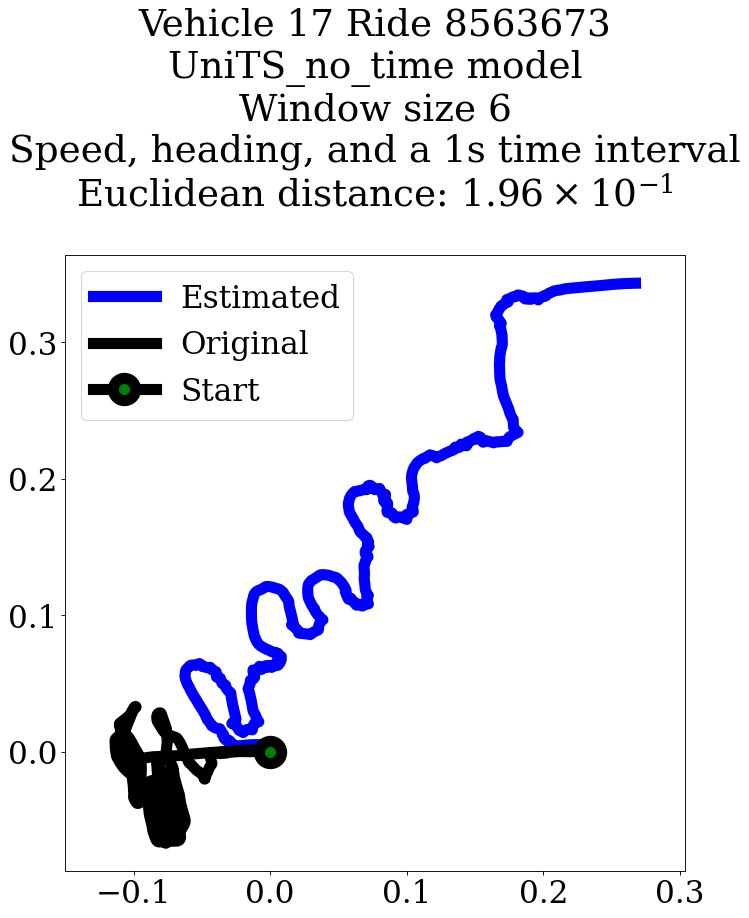 Vehicle 17 Ride 8563673
UniTS_no_time model
Window size 6
Speed, heading, and a 1s time interval
Euclidean distance: 1.96 × 10⁻¹
Estimated
Original
Start
0.3
0.2
0.1
0.0
−0.1 0.0 0.1 0.2 0.3